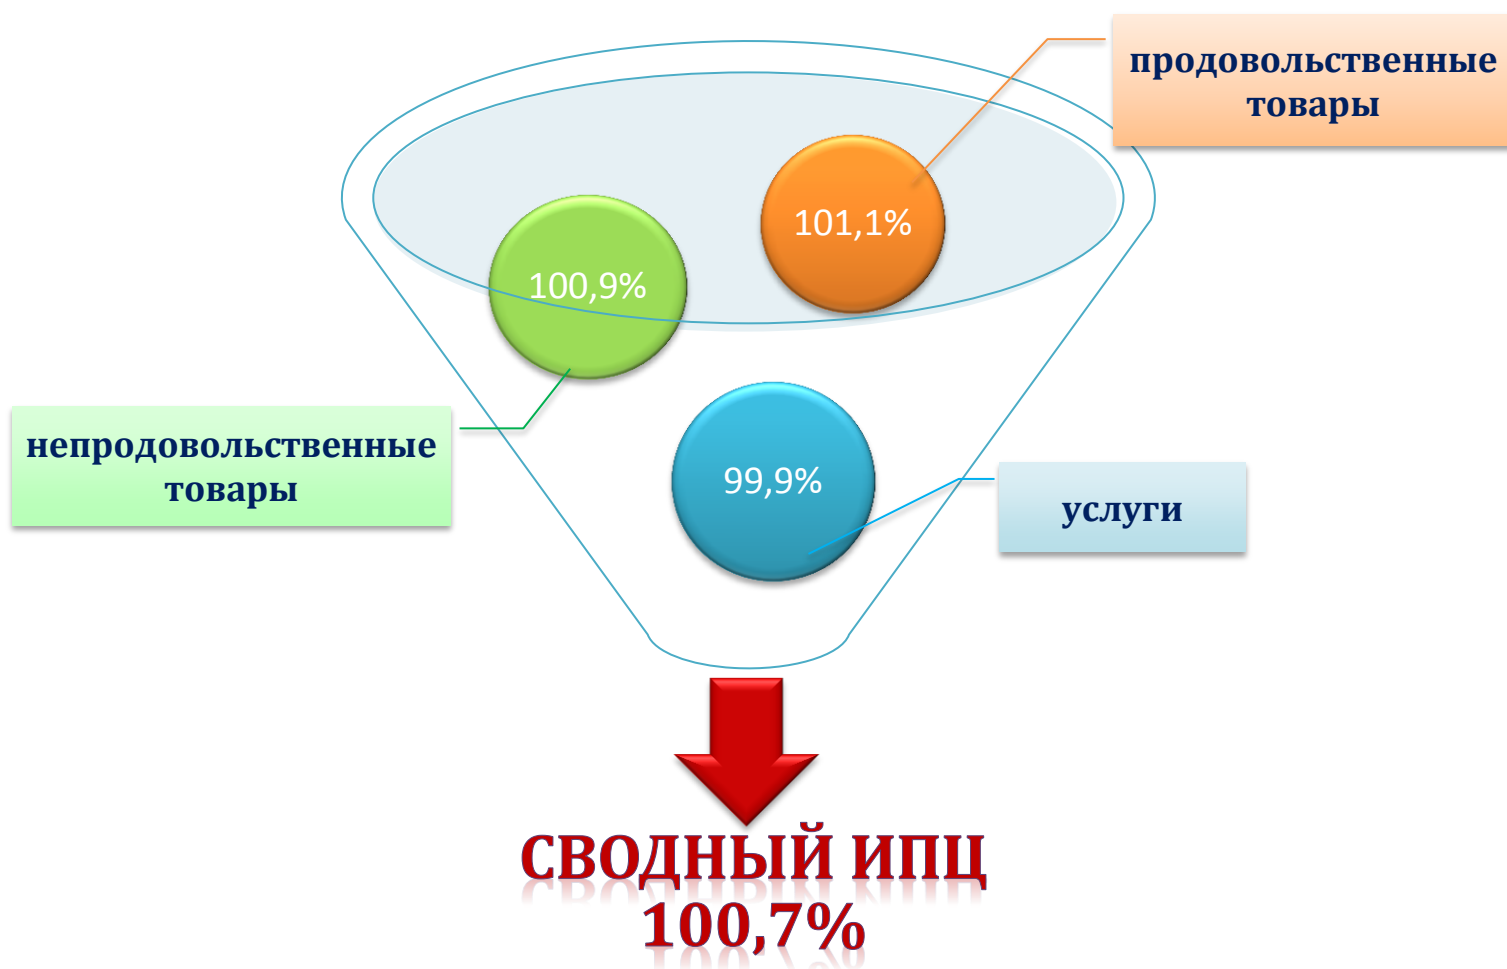 продовольственные
товары
101,1%
100,9%
непродовольственные
товары
99,9%
услуги
СВОДНЫЙ ИПЦ
100,7%